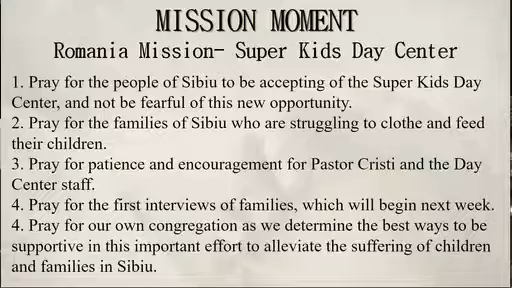 MISSION MOMENT
Romania Mission- Super Kids Day Center
1. Pray for the people of Sibiu to be accepting of the Super Kids Day
Center, and not be fearful of this new opportunity.
2. Pray for the families of Sibiu who are struggling to clothe and feed
their children.
3. Pray for patience and encouragement for Pastor Cristi and the Day
Center staff.
4. Pray for the first interviews of families, which will begin next week.
4. Pray for our own congregation as we determine the best ways to be
supportive in this important effort to alleviate the suffering of children
and families in Sibiu.